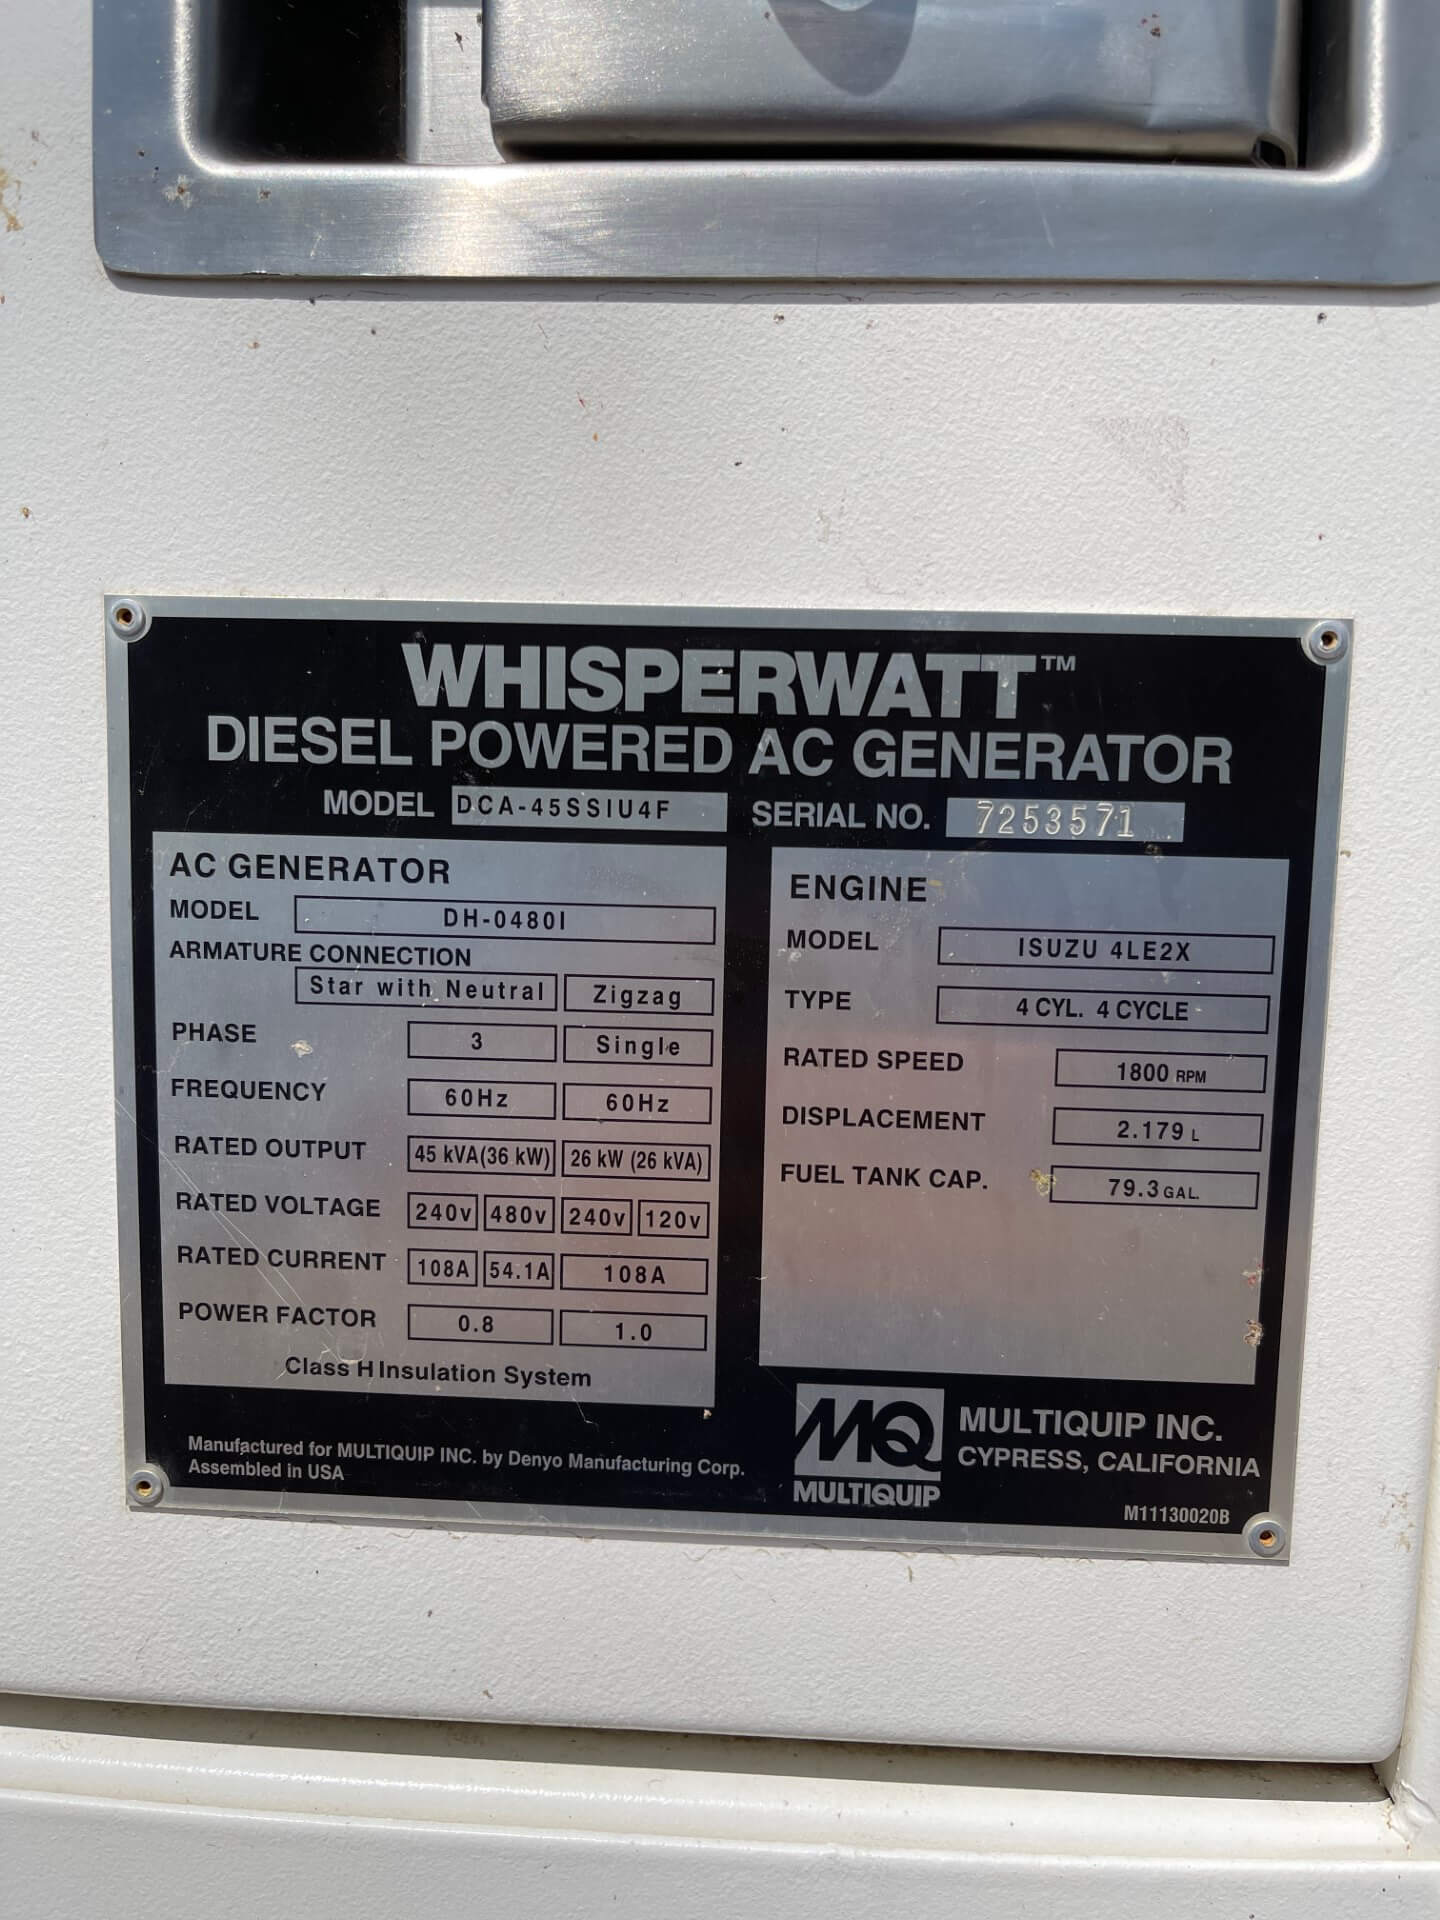 WHISPERWATT™
DIESEL POWERED AC GENERATOR
MODEL DCA-45SSIU4F SERIAL NO. 7253571
AC GENERATOR
MODEL DH-0480I
ARMATURE CONNECTION
Star with Neutral Zigzag
PHASE 3 Single
FREQUENCY 60Hz 60Hz
RATED OUTPUT 45 kVA(36 kW) 26 kW (26 kVA)
RATED VOLTAGE 240v 480v 240v 120v
RATED CURRENT 108A 54.1A 108A
POWER FACTOR 0.8 1.0
Class H Insulation System
ENGINE
MODEL ISUZU 4LE2X
TYPE 4 CYL. 4 CYCLE
RATED SPEED 1800 RPM
DISPLACEMENT 2.179 L
FUEL TANK CAP. 79.3 GAL.
Manufactured for MULTIQUIP INC. by Denyo Manufacturing Corp.
Assembled in USA
MQ
MULTIQUIP
MULTIQUIP INC.
CYPRESS, CALIFORNIA
M11130020B